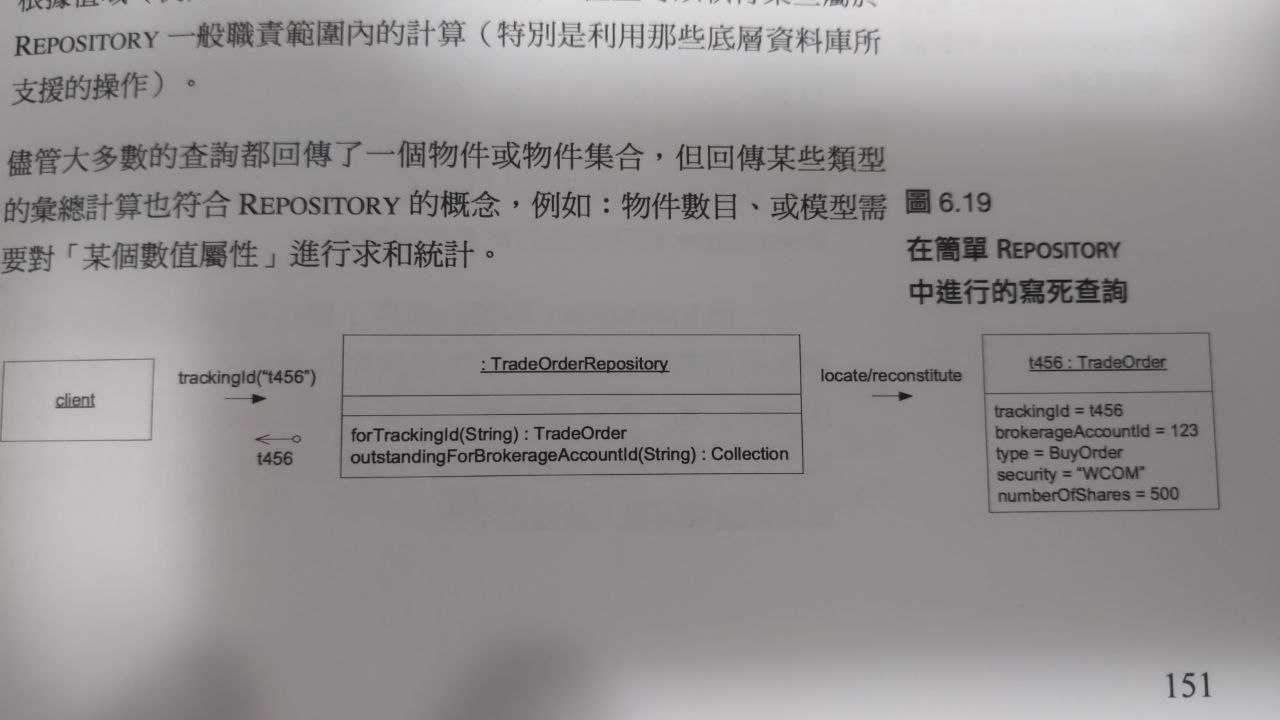 REPOSITORY 一般職責範圍內的計算（特別是利用那些底層資料庫所
支援的操作）。
儘管大多數的查詢都回傳了一個物件或物件集合，但回傳某些類型
的彙總計算也符合 REPOSITORY 的概念，例如：物件數目、或模型需
要對「某個數值屬性」進行求和統計。
圖 6.19
在簡單 REPOSITORY
中進行的寫死查詢
client
trackingId("t456")
t456
: TradeOrderRepository
forTrackingId(String) : TradeOrder
outstandingForBrokerageAccountId(String) : Collection
locate/reconstitute
t456 : TradeOrder
trackingId = t456
brokerageAccountId = 123
type = BuyOrder
security = “WCOM”
numberOfShares = 500
151